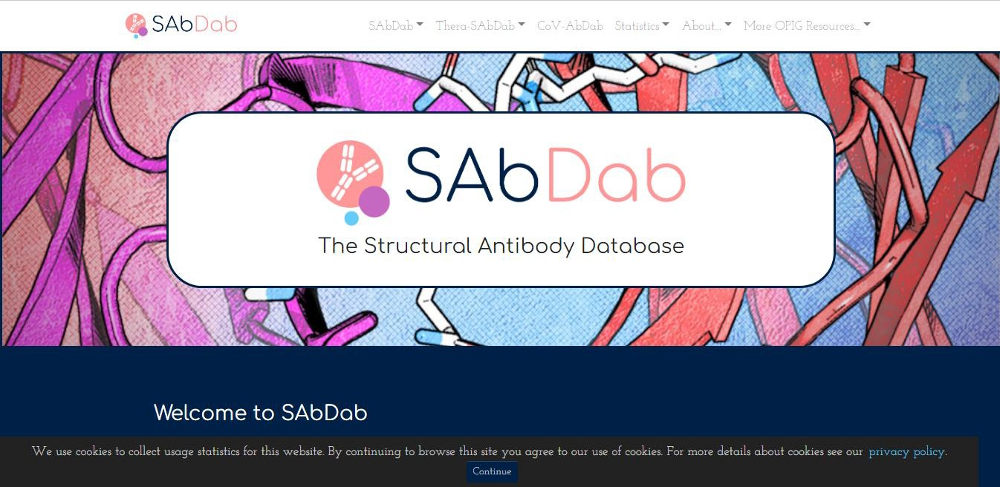 SAbDab
SAbDab Thera-SAbDab CoV-AbDab Statistics About... More OPIG Resources...
SAbDab
The Structural Antibody Database
Welcome to SAbDab
We use cookies to collect usage statistics for this website. By continuing to browse this site you agree to our use of cookies. For more details about cookies see our privacy policy.
Continue